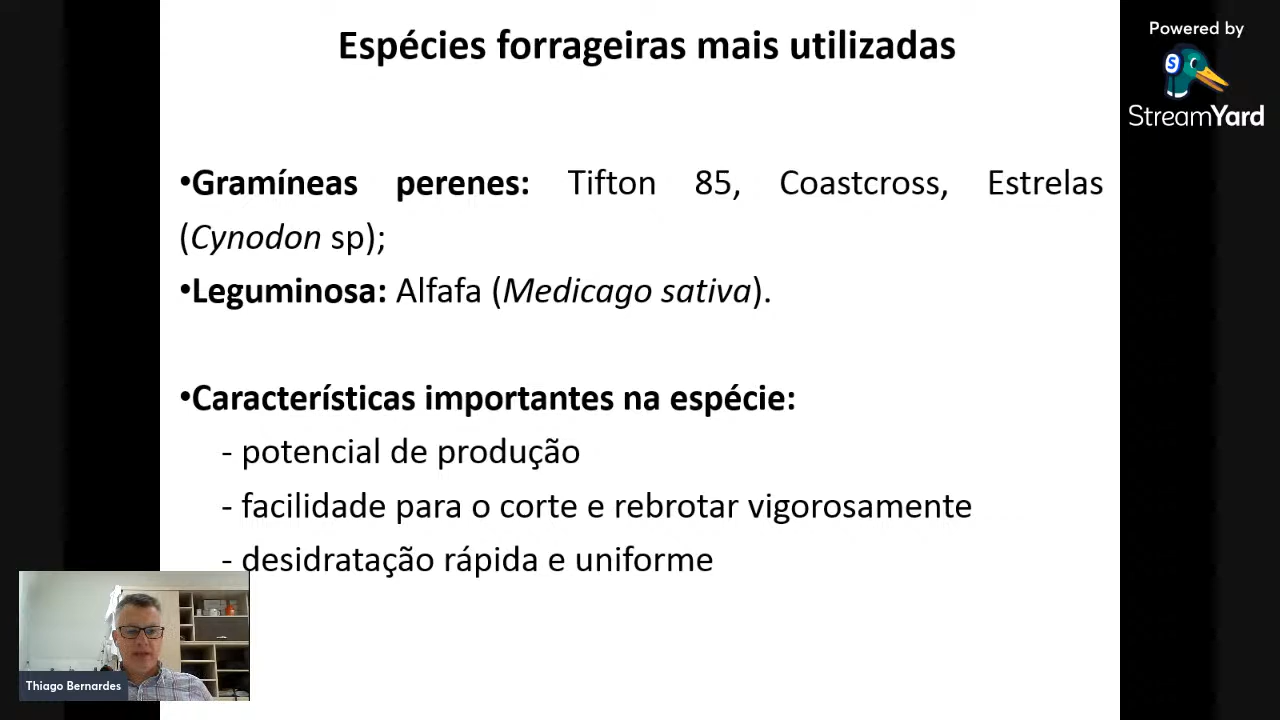 Espécies forrageiras mais utilizadas
Powered by
StreamYard
•Gramíneas perenes: Tifton 85, Coastcross, Estrelas
(Cynodon sp);
•Leguminosa: Alfafa (Medicago sativa).
•Características importantes na espécie:
- potencial de produção
- facilidade para o corte e rebrotar vigorosamente
- desidratação rápida e uniforme
Thiago Bernardes